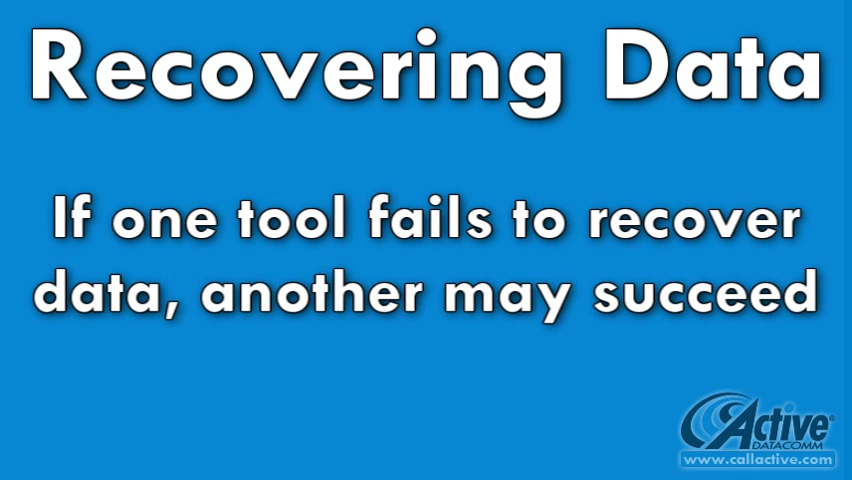 Recovering Data
If one tool fails to recover
data, another may succeed
Active®
DATACOMM
www.callactive.com